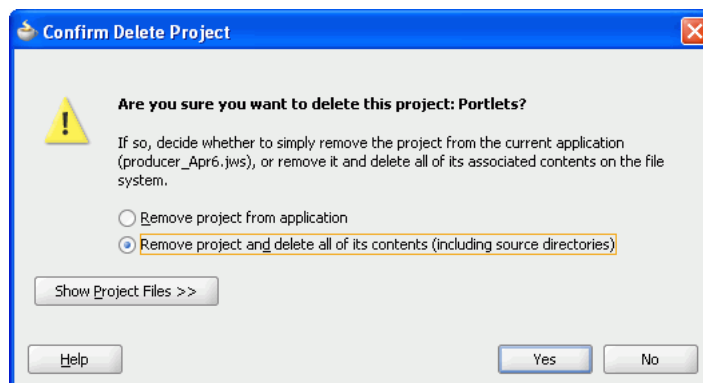 Confirm Delete Project
Are you sure you want to delete this project: Portlets?
If so, decide whether to simply remove the project from the current application
(producer_Apr6.jws), or remove it and delete all of its associated contents on the file
system.
Remove project from application
Remove project and delete all of its contents (including source directories)
Show Project Files >>
Help
Yes
No